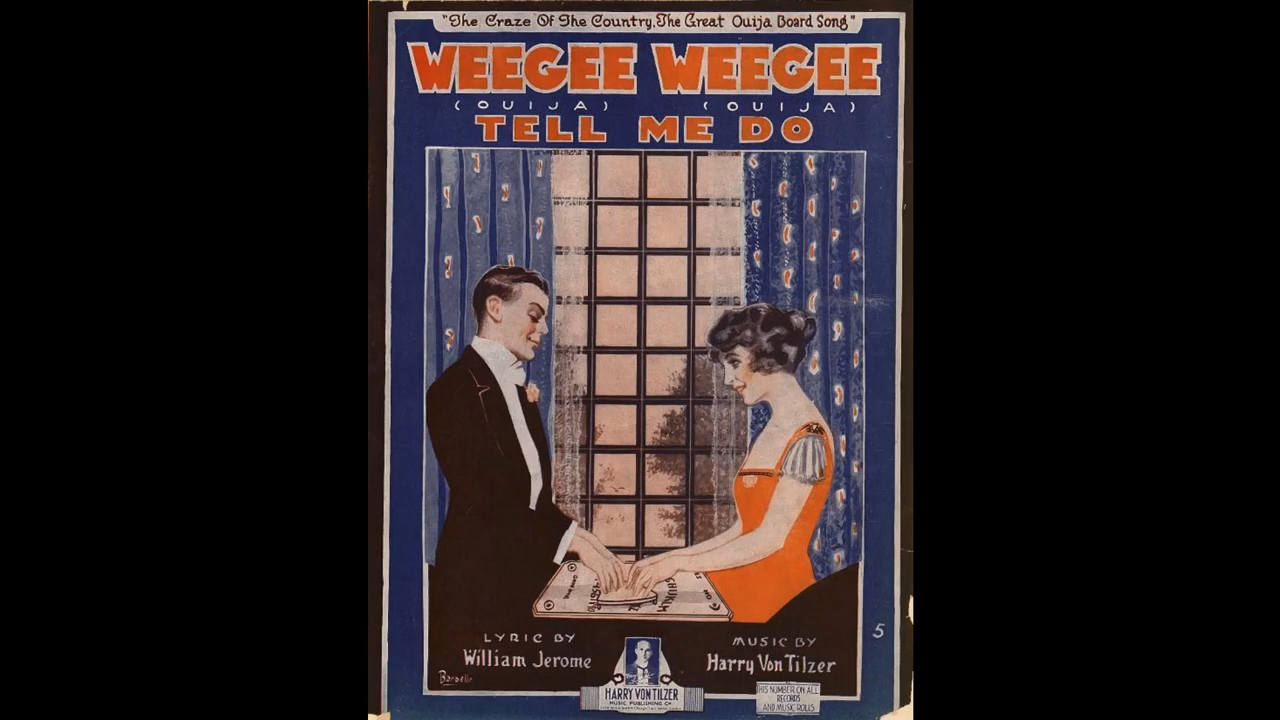 "The Craze Of The Country, The Great Ouija Board Song"
WEEGEE WEEGEE
(OUIJA) (OUIJA)
TELL ME DO
LYRIC BY
William Jerome
MUSIC BY
Harry Von Tilzer
5
HARRY VON TILZER
MUSIC PUBLISHING CO.
THIS NUMBER ON ALL
RECORDS
AND MUSIC ROLLS
Barbelle